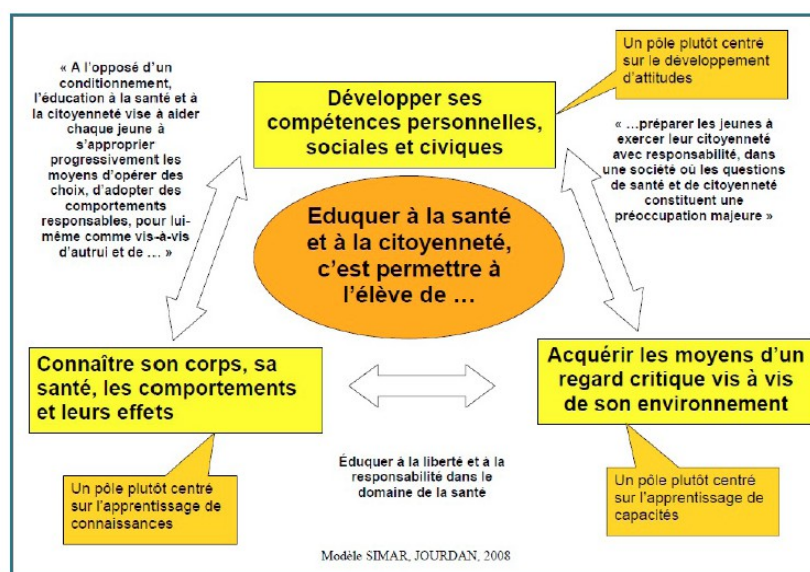 « A l'opposé d'un
conditionnement,
l'éducation à la santé et à
la citoyenneté vise à aider
chaque jeune à
s'approprier
progressivement les
moyens d'opérer des
choix, d'adopter des
comportements
responsables, pour lui-
même comme vis-à-vis
d'autrui et de ... »
Développer ses
compétences personnelles,
sociales et civiques
Un pôle plutôt centré
sur le développement
d'attitudes
« ...préparer les jeunes à
exercer leur citoyenneté
avec responsabilité, dans
une société où les questions
de santé et de citoyenneté
constituent une
préoccupation majeure »
Eduquer à la santé
et à la citoyenneté,
c'est permettre à
l'élève de ...
Connaître son corps, sa
santé, les comportements
et leurs effets
Acquérir les moyens d'un
regard critique vis à vis
de son environnement
Un pôle plutôt centré
sur l'apprentissage de
connaissances
Éduquer à la liberté et à la
responsabilité dans le
domaine de la santé
Un pôle plutôt centré
sur l'apprentissage de
capacités
Modèle SIMAR, JOURDAN, 2008